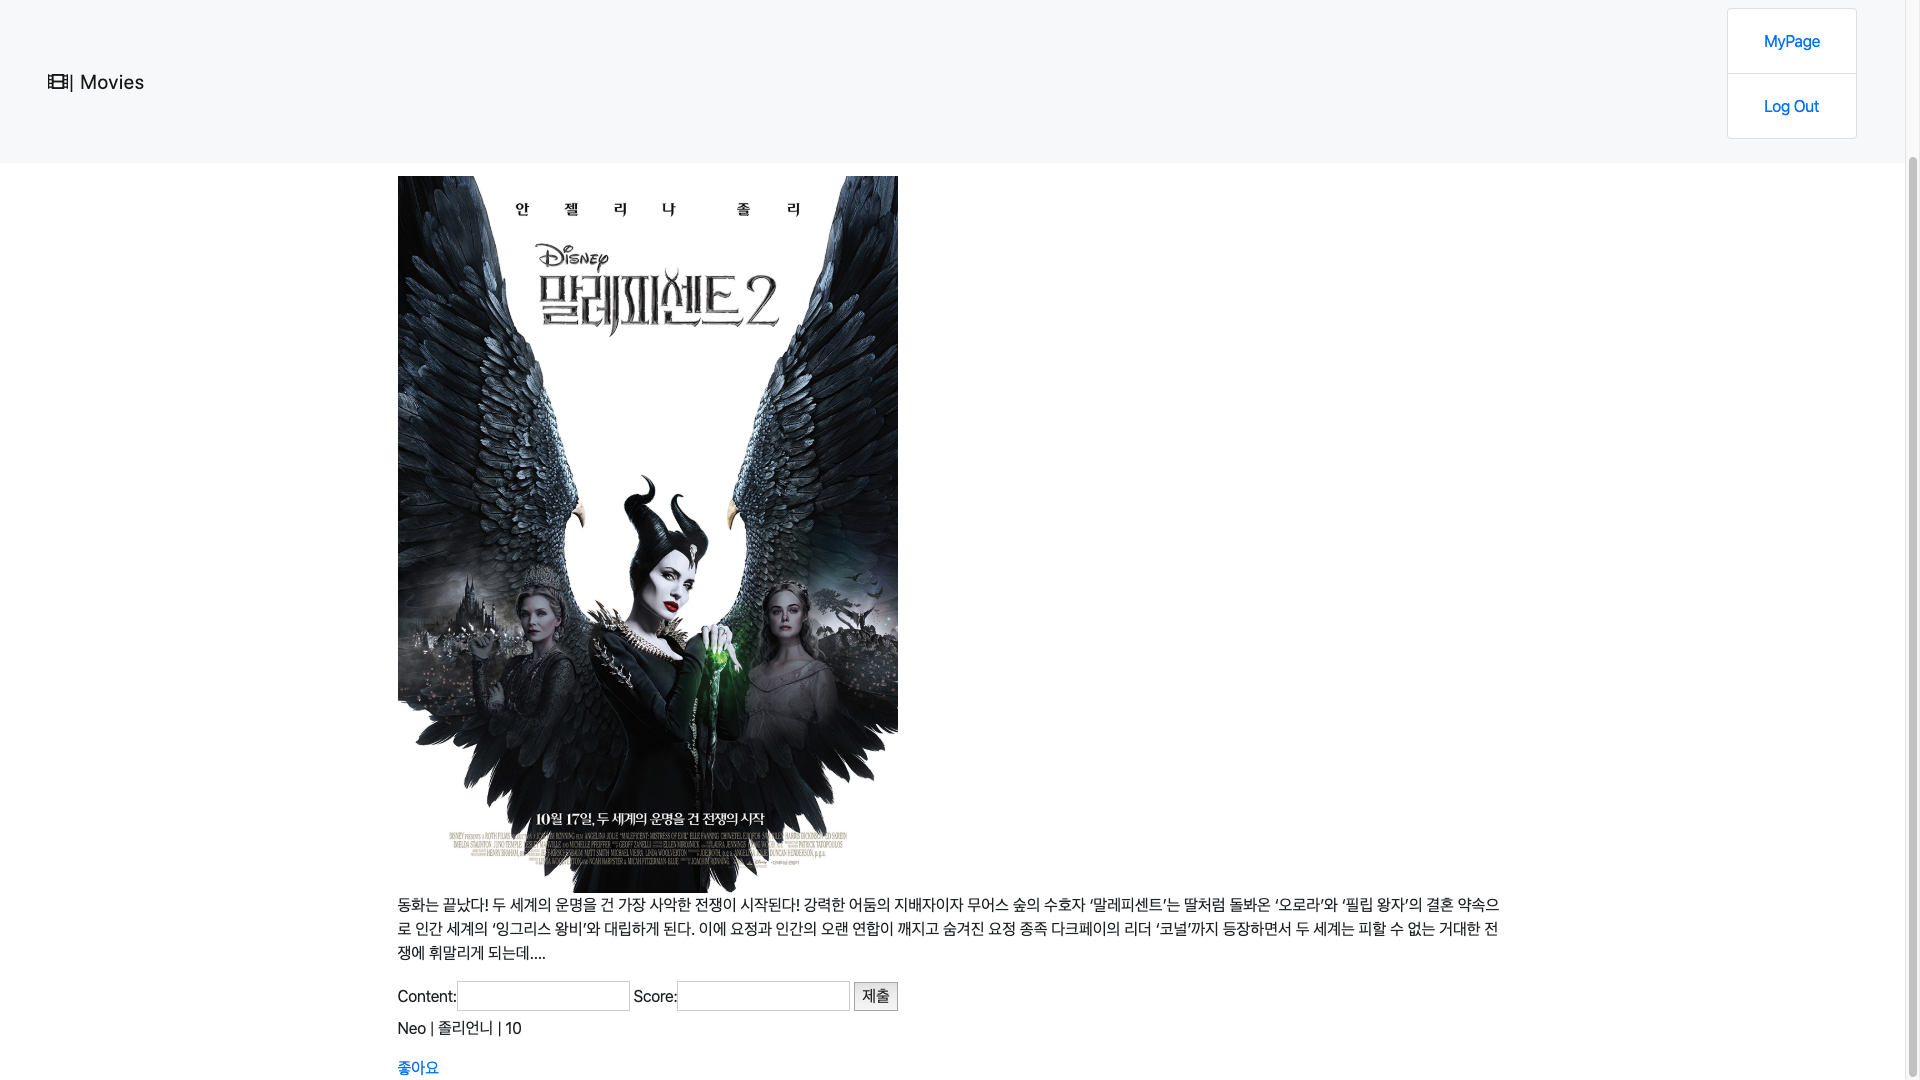 | Movies
MyPage
Log Out
안 젤 리 나 졸 리
Disney
말레피센트 2
10월 17일, 두 세계의 운명을 건 전쟁의 시작
동화는 끝났다! 두 세계의 운명을 건 가장 사악한 전쟁이 시작된다! 강력한 어둠의 지배자이자 무어스 숲의 수호자 ‘말레피센트’는 딸처럼 돌봐온 ‘오로라’와 ‘필립 왕자’의 결혼 약속으
로 인간 세계의 ‘잉그리스 왕비’와 대립하게 된다. 이에 요정과 인간의 오랜 연합이 깨지고 숨겨진 요정 종족 다크페이의 리더 ‘코널’까지 등장하면서 두 세계는 피할 수 없는 거대한 전
쟁에 휘말리게 되는데....
Content: Score: 제출
Neo | 졸리언니 | 10
좋아요